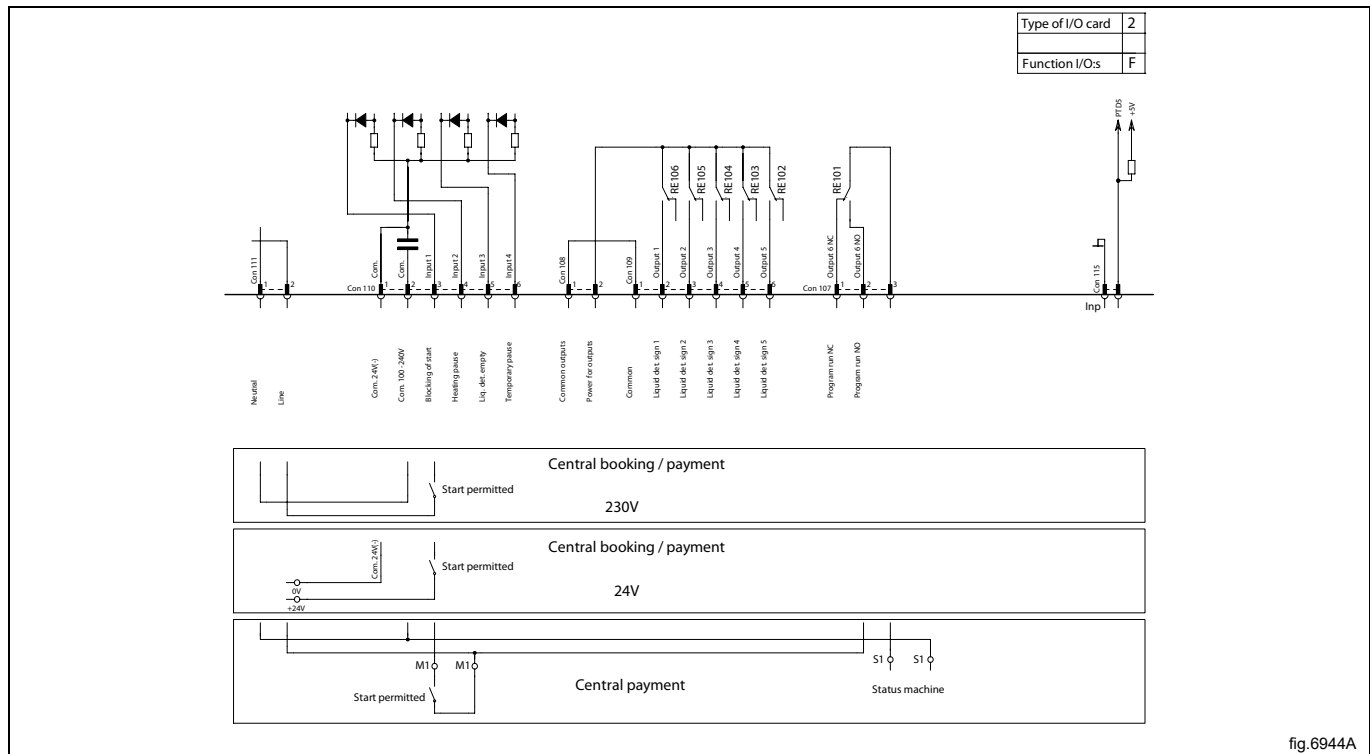 Type of I/O card 2
Function I/O:s F
PTD5
+5V
RE106
RE105
RE104
RE103
RE102
RE101
Con 111
1
2
Con 110
Com.
1
Com.
2
Input 1
3
Input 2
4
Input 3
5
Input 4
6
Con 108
1
2
Con 109
1
Output 1
2
Output 2
3
Output 3
4
Output 4
5
Output 5
6
Con 107
Output 6 NC
1
Output 6 NO
2
3
Con 115
1
2
Inp
Neutral
Line
Com. 24V(-)
Com. 100 -240V
Blocking of start
Heating pause
Liq. det. empty
Temporary pause
Common outputs
Power for outputs
Common
Liquid det. sign 1
Liquid det. sign 2
Liquid det. sign 3
Liquid det. sign 4
Liquid det. sign 5
Program run NC
Program run NO
Central booking / payment
Start permitted
230V
Central booking / payment
Com. 24V(-)
Start permitted
0V
+24V
24V
M1 M1
S1 S1
Central payment
Start permitted
Status machine
fig.6944A